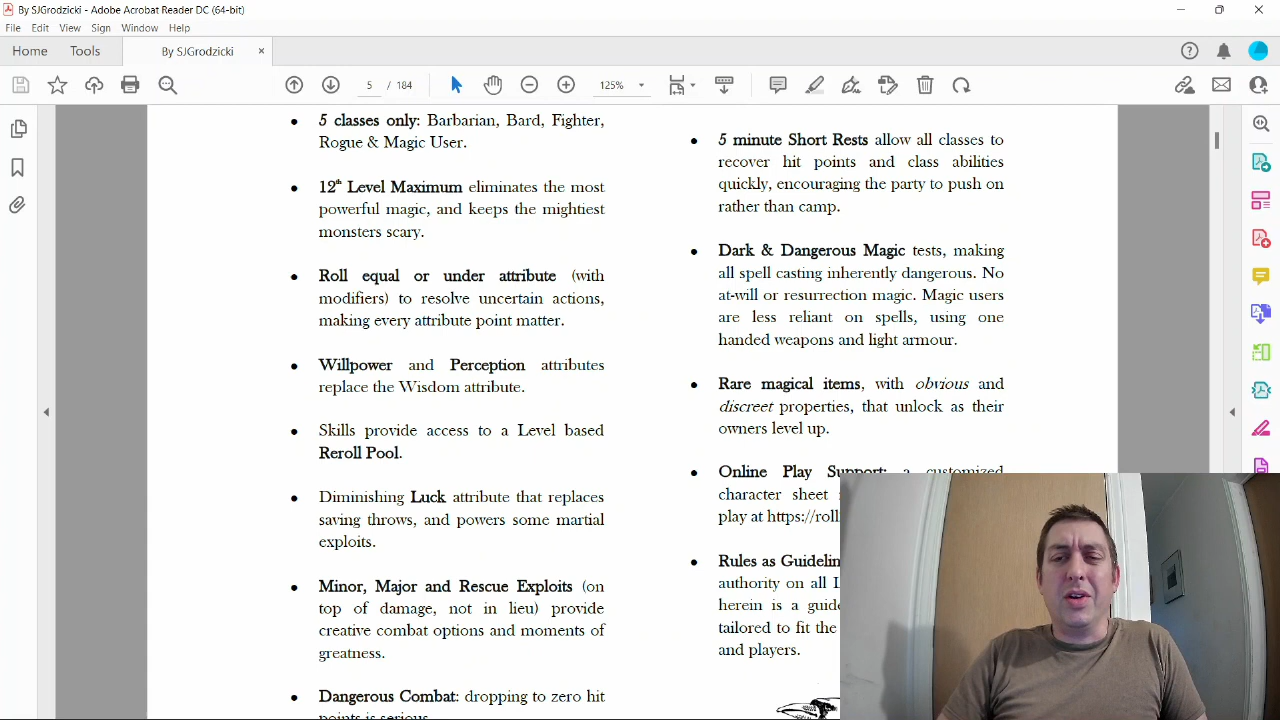 By SJGrodzicki - Adobe Acrobat Reader DC (64-bit)
File Edit View Sign Window Help
Home Tools By SJGrodzicki ×
5 / 184 125%
• 5 classes only: Barbarian, Bard, Fighter,
Rogue & Magic User.
• 12th Level Maximum eliminates the most
powerful magic, and keeps the mightiest
monsters scary.
• Roll equal or under attribute (with
modifiers) to resolve uncertain actions,
making every attribute point matter.
• Willpower and Perception attributes
replace the Wisdom attribute.
• Skills provide access to a Level based
Reroll Pool.
• Diminishing Luck attribute that replaces
saving throws, and powers some martial
exploits.
• Minor, Major and Rescue Exploits (on
top of damage, not in lieu) provide
creative combat options and moments of
greatness.
• Dangerous Combat: dropping to zero hit
points is serious
• 5 minute Short Rests allow all classes to
recover hit points and class abilities
quickly, encouraging the party to push on
rather than camp.
• Dark & Dangerous Magic tests, making
all spell casting inherently dangerous. No
at-will or resurrection magic. Magic users
are less reliant on spells, using one
handed weapons and light armour.
• Rare magical items, with obvious and
discreet properties, that unlock as their
owners level up.
• Online Play Support: a customized
character sheet
play at https://roll
• Rules as Guidelin
authority on all
herein is a guid
tailored to fit the
and players.